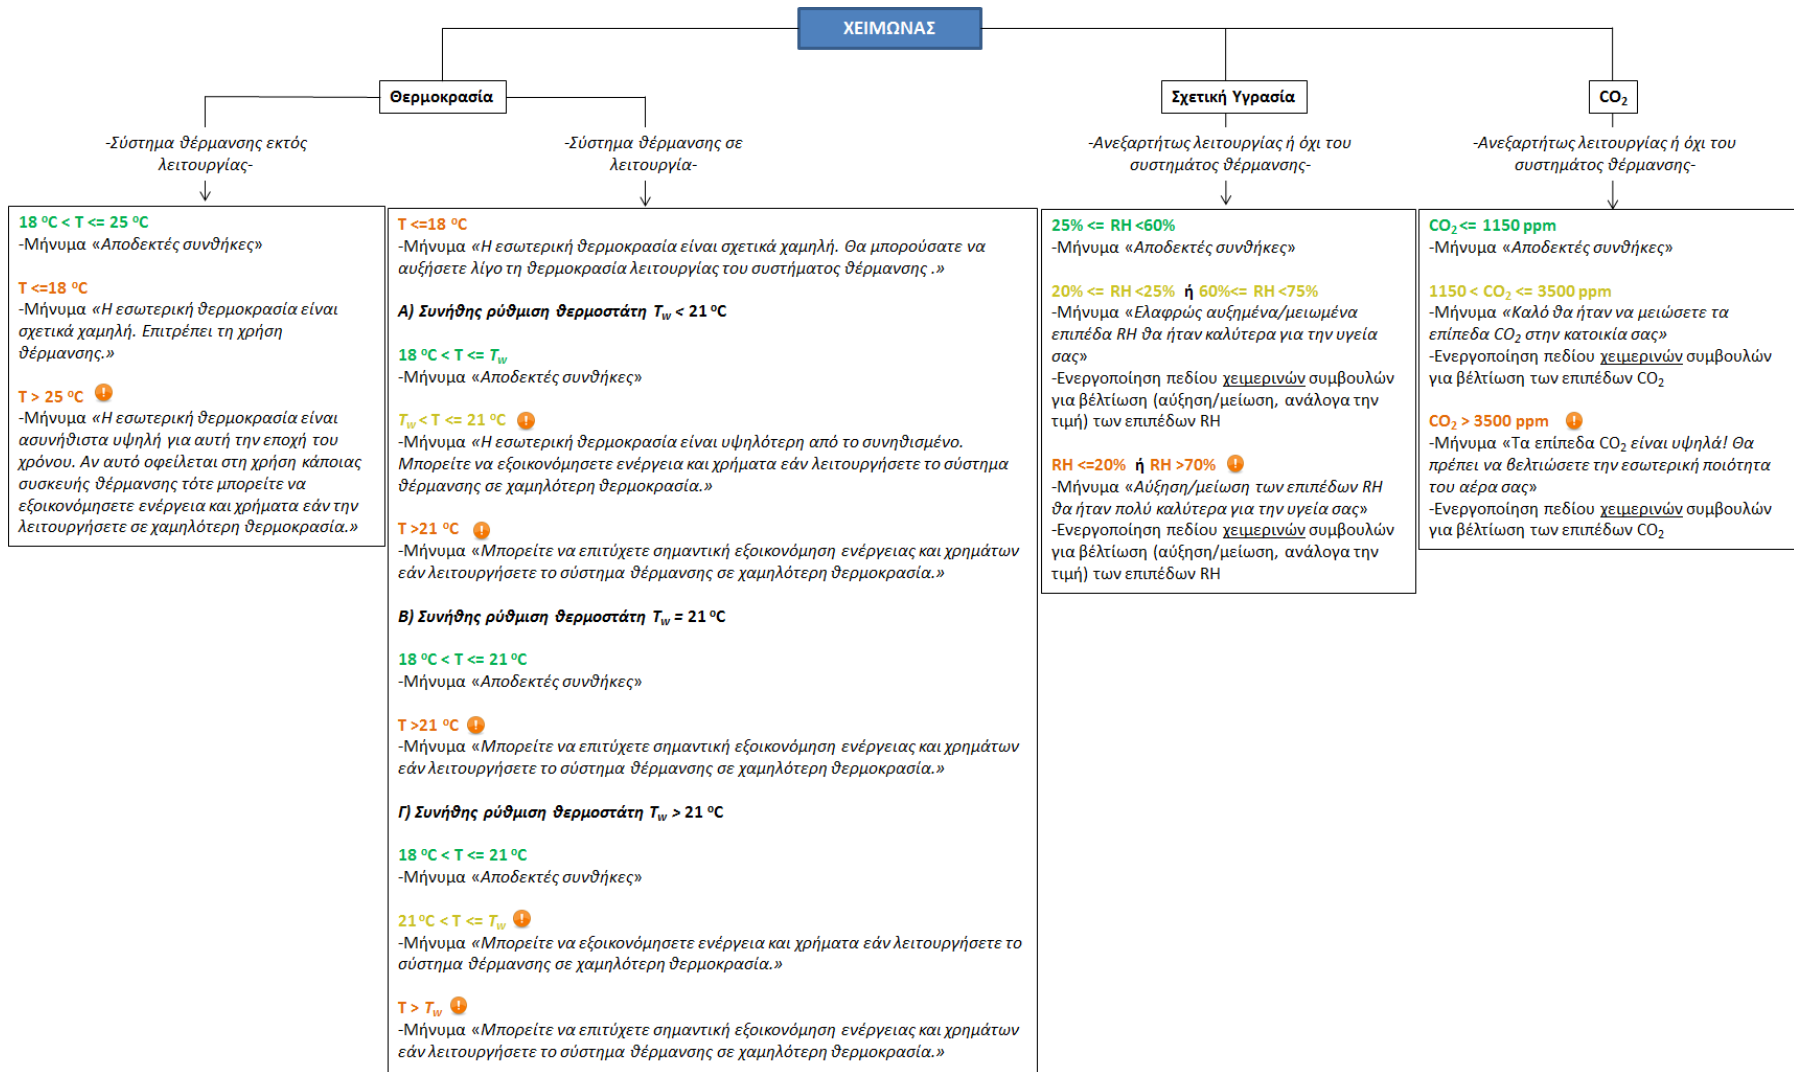 ΧΕΙΜΩΝΑΣ
Θερμοκρασία
-Σύστημα θέρμανσης εκτός
λειτουργίας-
18 °C < T <= 25 °C
-Μήνυμα «Αποδεκτές συνθήκες»
T <=18 °C
-Μήνυμα «Η εσωτερική θερμοκρασία είναι
σχετικά χαμηλή. Επιτρέπει τη χρήση
θέρμανσης.»
T > 25 °C !
-Μήνυμα «Η εσωτερική θερμοκρασία είναι
ασυνήθιστα υψηλή για αυτή την εποχή του
χρόνου. Αν αυτό οφείλεται στη χρήση κάποιας
συσκευής θέρμανσης τότε μπορείτε να
εξοικονόμησετε ενέργεια και χρήματα εάν την
λειτουργήσετε σε χαμηλότερη θερμοκρασία.»
-Σύστημα θέρμανσης σε
λειτουργία-
T <=18 °C
-Μήνυμα «Η εσωτερική θερμοκρασία είναι σχετικά χαμηλή. Θα μπορούσατε να
αυξήσετε λίγο τη θερμοκρασία λειτουργίας του συστήματος θέρμανσης .»
Α) Συνήθης ρύθμιση θερμοστάτη Tw < 21 °C
18 °C < T <= Tw
-Μήνυμα «Αποδεκτές συνθήκες»
Tw < T <= 21 °C !
-Μήνυμα «Η εσωτερική θερμοκρασία είναι υψηλότερη από το συνηθισμένο.
Μπορείτε να εξοικονόμησετε ενέργεια και χρήματα εάν λειτουργήσετε το σύστημα
θέρμανσης σε χαμηλότερη θερμοκρασία.»
T >21 °C !
-Μήνυμα «Μπορείτε να επιτύχετε σημαντική εξοικονόμηση ενέργειας και χρημάτων
εάν λειτουργήσετε το σύστημα θέρμανσης σε χαμηλότερη θερμοκρασία.»
Β) Συνήθης ρύθμιση θερμοστάτη Tw = 21 °C
18 °C < T <= 21 °C
-Μήνυμα «Αποδεκτές συνθήκες»
T >21 °C !
-Μήνυμα «Μπορείτε να επιτύχετε σημαντική εξοικονόμηση ενέργειας και χρημάτων
εάν λειτουργήσετε το σύστημα θέρμανσης σε χαμηλότερη θερμοκρασία.»
Γ) Συνήθης ρύθμιση θερμοστάτη Tw > 21 °C
18 °C < T <= 21 °C
-Μήνυμα «Αποδεκτές συνθήκες»
21 °C < T <= Tw !
-Μήνυμα «Μπορείτε να εξοικονόμησετε ενέργεια και χρήματα εάν λειτουργήσετε το
σύστημα θέρμανσης σε χαμηλότερη θερμοκρασία.»
T > Tw !
-Μήνυμα «Μπορείτε να επιτύχετε σημαντική εξοικονόμηση ενέργειας και χρημάτων
εάν λειτουργήσετε το σύστημα θέρμανσης σε χαμηλότερη θερμοκρασία.»
Σχετική Υγρασία
-Ανεξαρτήτως λειτουργίας ή όχι του
συστημάτος θέρμανσης-
25% <= RH <60%
-Μήνυμα «Αποδεκτές συνθήκες»
20% <= RH <25% ή 60%<= RH <75%
-Μήνυμα «Ελαφρώς αυξημένα/μειωμένα
επιπέδα RH θα ήταν καλύτερα για την υγεία
σας»
-Ενεργοποίηση πεδίου χειμερινών συμβουλών
για βέλτίωση (αύξηση/μείωση, ανάλογα την
τιμή) των επιπέδων RH
RH <=20% ή RH >70% !
-Μήνυμα «Αύξηση/μείωση των επιπέδων RH
θα ήταν πολύ καλύτερα για την υγεία σας»
-Ενεργοποίηση πεδίου χειμερινών συμβουλών
για βέλτίωση (αύξηση/μείωση, ανάλογα την
τιμή) των επιπέδων RH
CO2
-Ανεξαρτήτως λειτουργίας ή όχι του
συστημάτος θέρμανσης-
CO2 <= 1150 ppm
-Μήνυμα «Αποδεκτές συνθήκες»
1150 < CO2 <= 3500 ppm
-Μήνυμα «Καλό θα ήταν να μειώσετε τα
επίπεδα CO2 στην κατοικία σας»
-Ενεργοποίηση πεδίου χειμερινών συμβουλών
για βέλτίωση των επιπέδων CO2
CO2 > 3500 ppm !
-Μήνυμα «Τα επίπεδα CO2 είναι υψηλά! Θα
πρέπει να βελτιώσετε την εσωτερική ποιότητα
του αέρα σας»
-Ενεργοποίηση πεδίου χειμερινών συμβουλών
για βέλτίωση των επιπέδων CO2